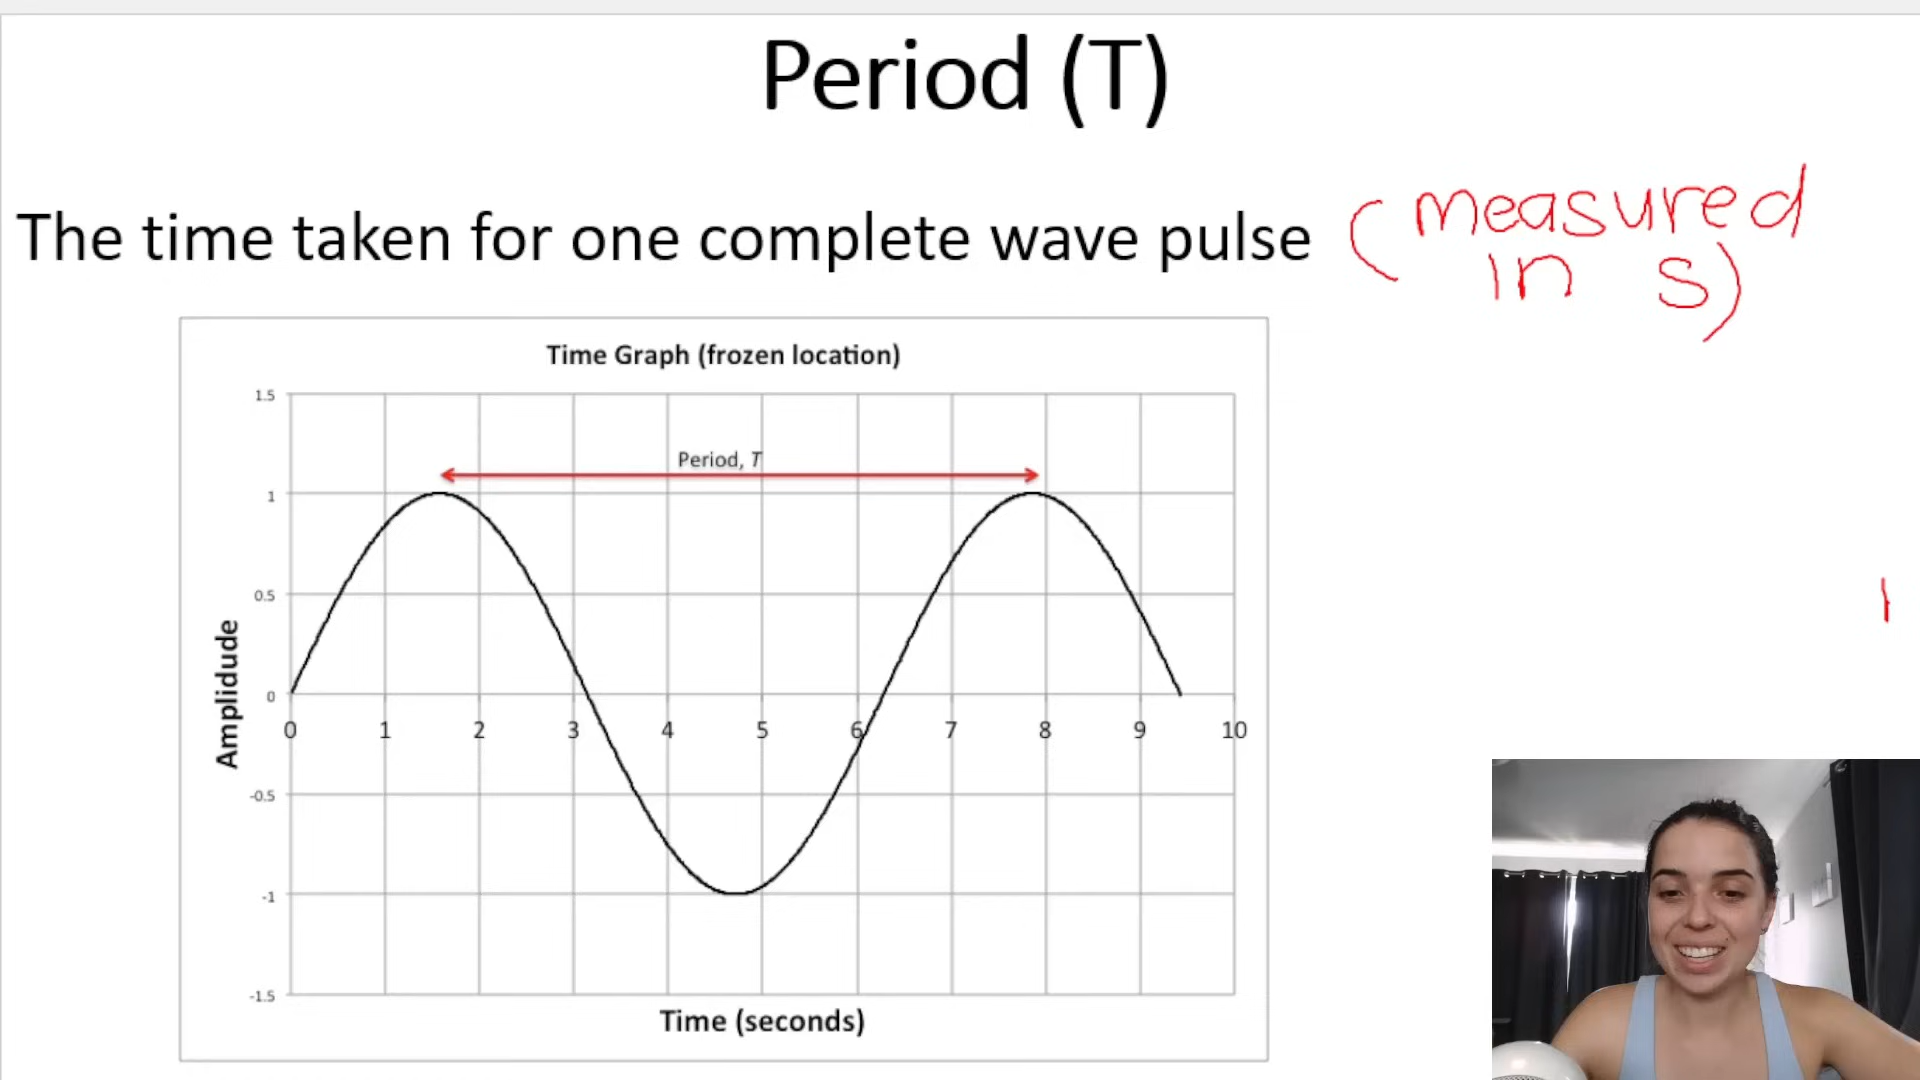 Period (T)
The time taken for one complete wave pulse (measured
in s)
Time Graph (frozen location)
1.5
Period, T
1
0.5
0
0 1 2 3 4 5 6 7 8 9 10
-0.5
-1
-1.5
Amplidude
Time (seconds)